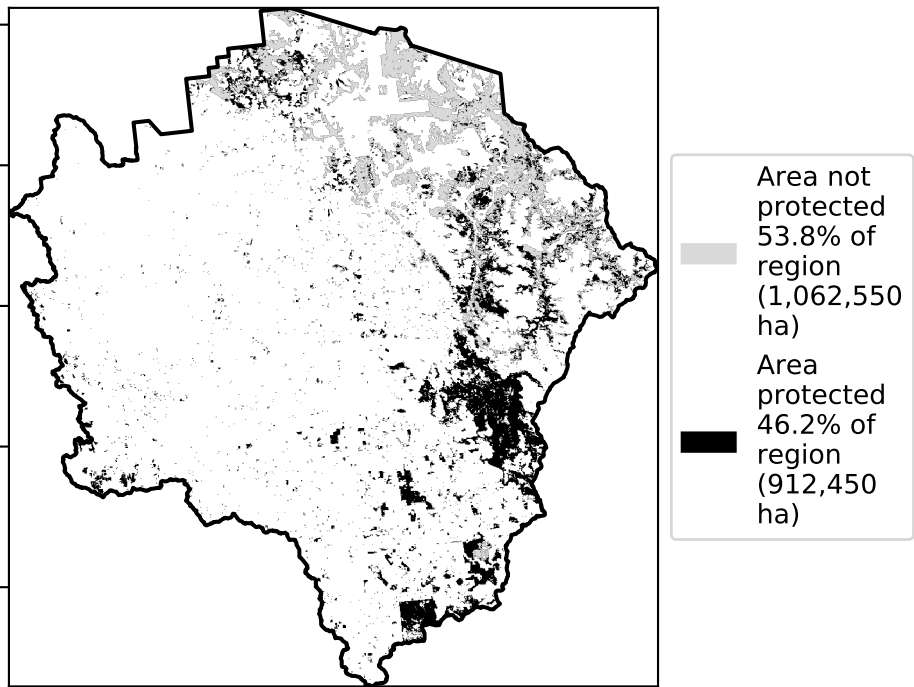 Area not
protected
53.8% of
region
(1,062,550
ha)
Area
protected
46.2% of
region
(912,450
ha)